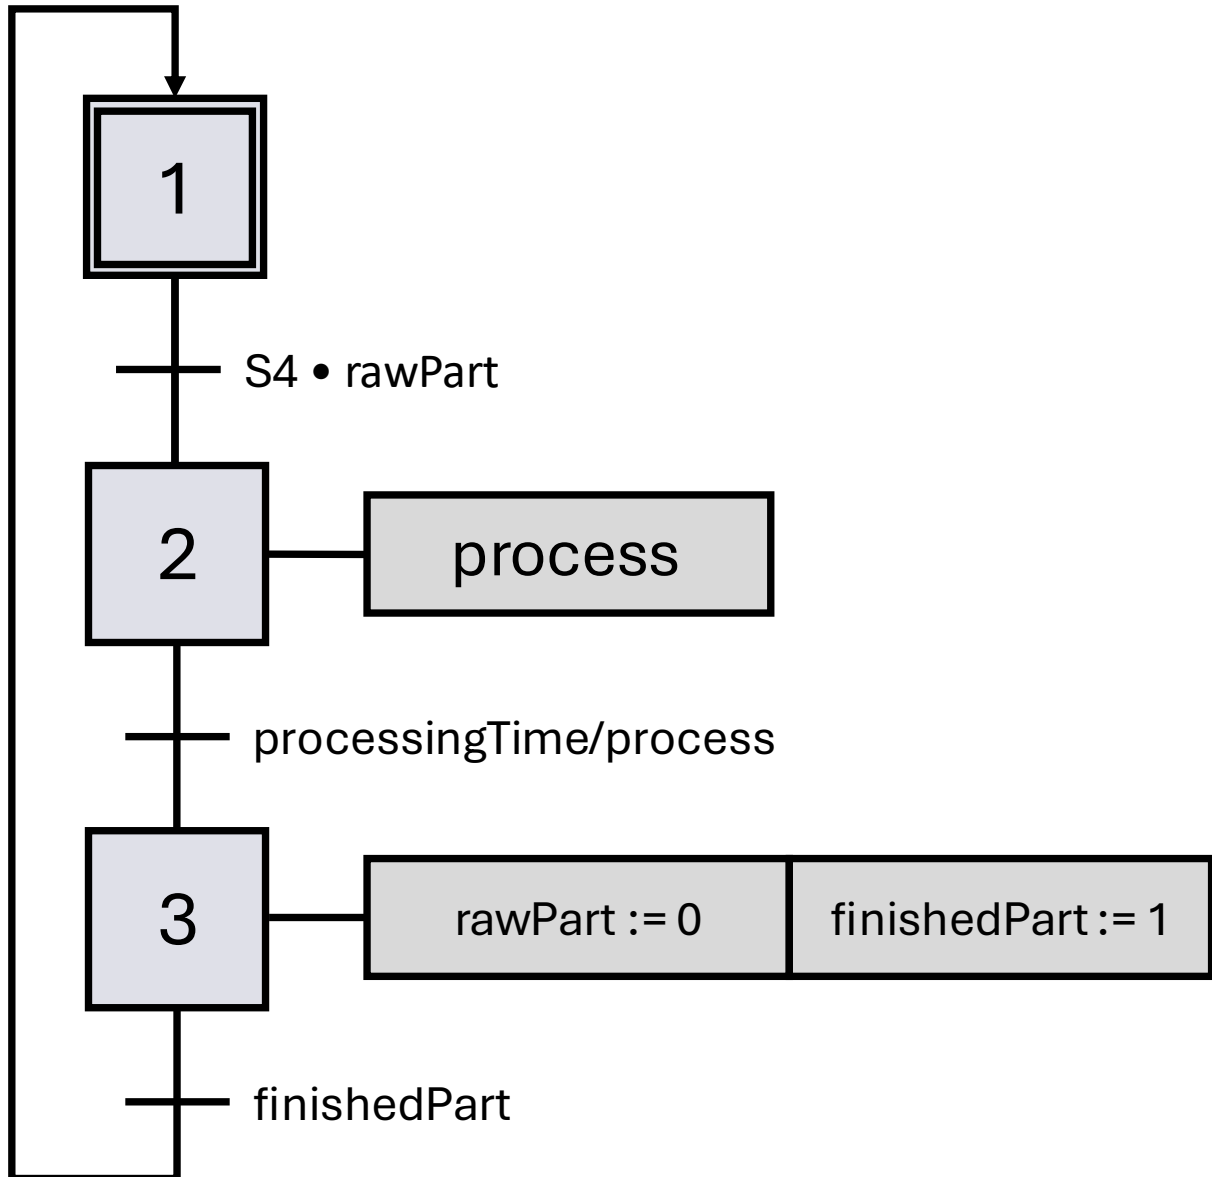 1
S4 • rawPart
2
process
processingTime/process
3
rawPart := 0
finishedPart := 1
finishedPart